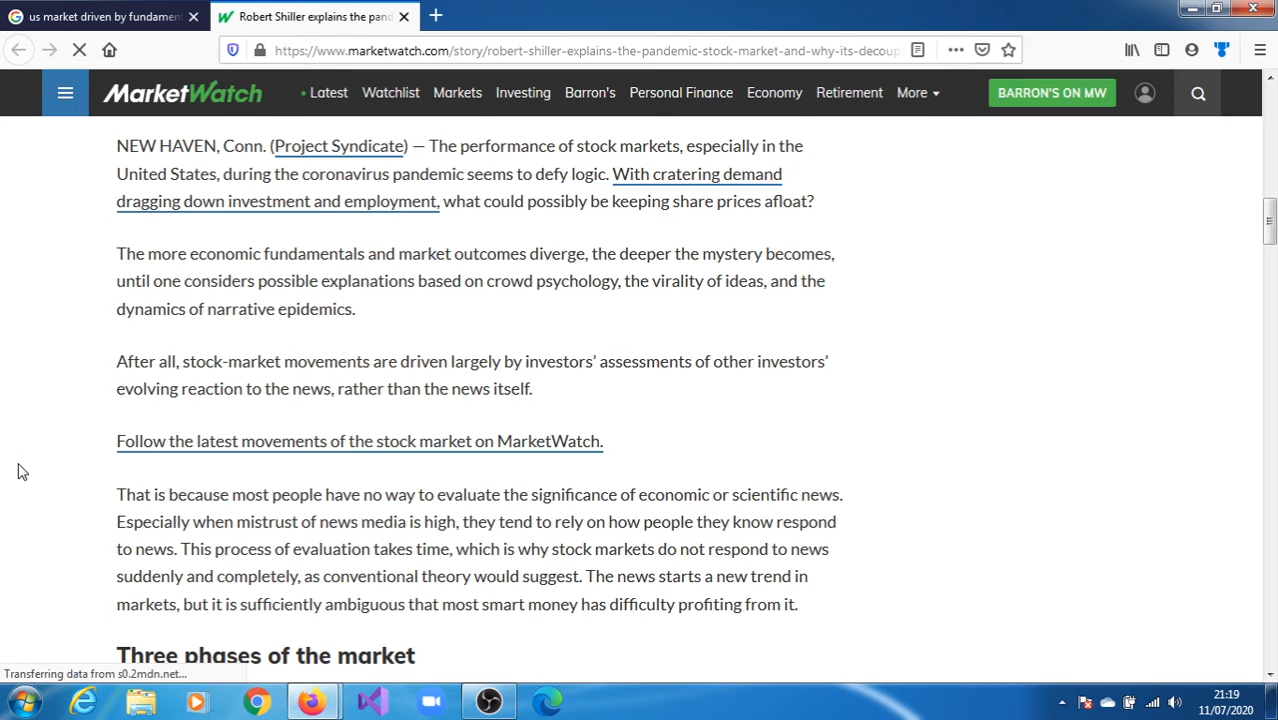 us market driven by fundamen
Robert Shiller explains the pand
https://www.marketwatch.com/story/robert-shiller-explains-the-pandemic-stock-market-and-why-its-decoup
MarketWatch
• Latest Watchlist Markets Investing Barron's Personal Finance Economy Retirement More
BARRON'S ON MW
NEW HAVEN, Conn. (Project Syndicate) — The performance of stock markets, especially in the
United States, during the coronavirus pandemic seems to defy logic. With cratering demand
dragging down investment and employment, what could possibly be keeping share prices afloat?
The more economic fundamentals and market outcomes diverge, the deeper the mystery becomes,
until one considers possible explanations based on crowd psychology, the virality of ideas, and the
dynamics of narrative epidemics.
After all, stock-market movements are driven largely by investors’ assessments of other investors’
evolving reaction to the news, rather than the news itself.
Follow the latest movements of the stock market on MarketWatch.
That is because most people have no way to evaluate the significance of economic or scientific news.
Especially when mistrust of news media is high, they tend to rely on how people they know respond
to news. This process of evaluation takes time, which is why stock markets do not respond to news
suddenly and completely, as conventional theory would suggest. The news starts a new trend in
markets, but it is sufficiently ambiguous that most smart money has difficulty profiting from it.
Three phases of the market
Transferring data from s0.2mdn.net...
21:19
11/07/2020